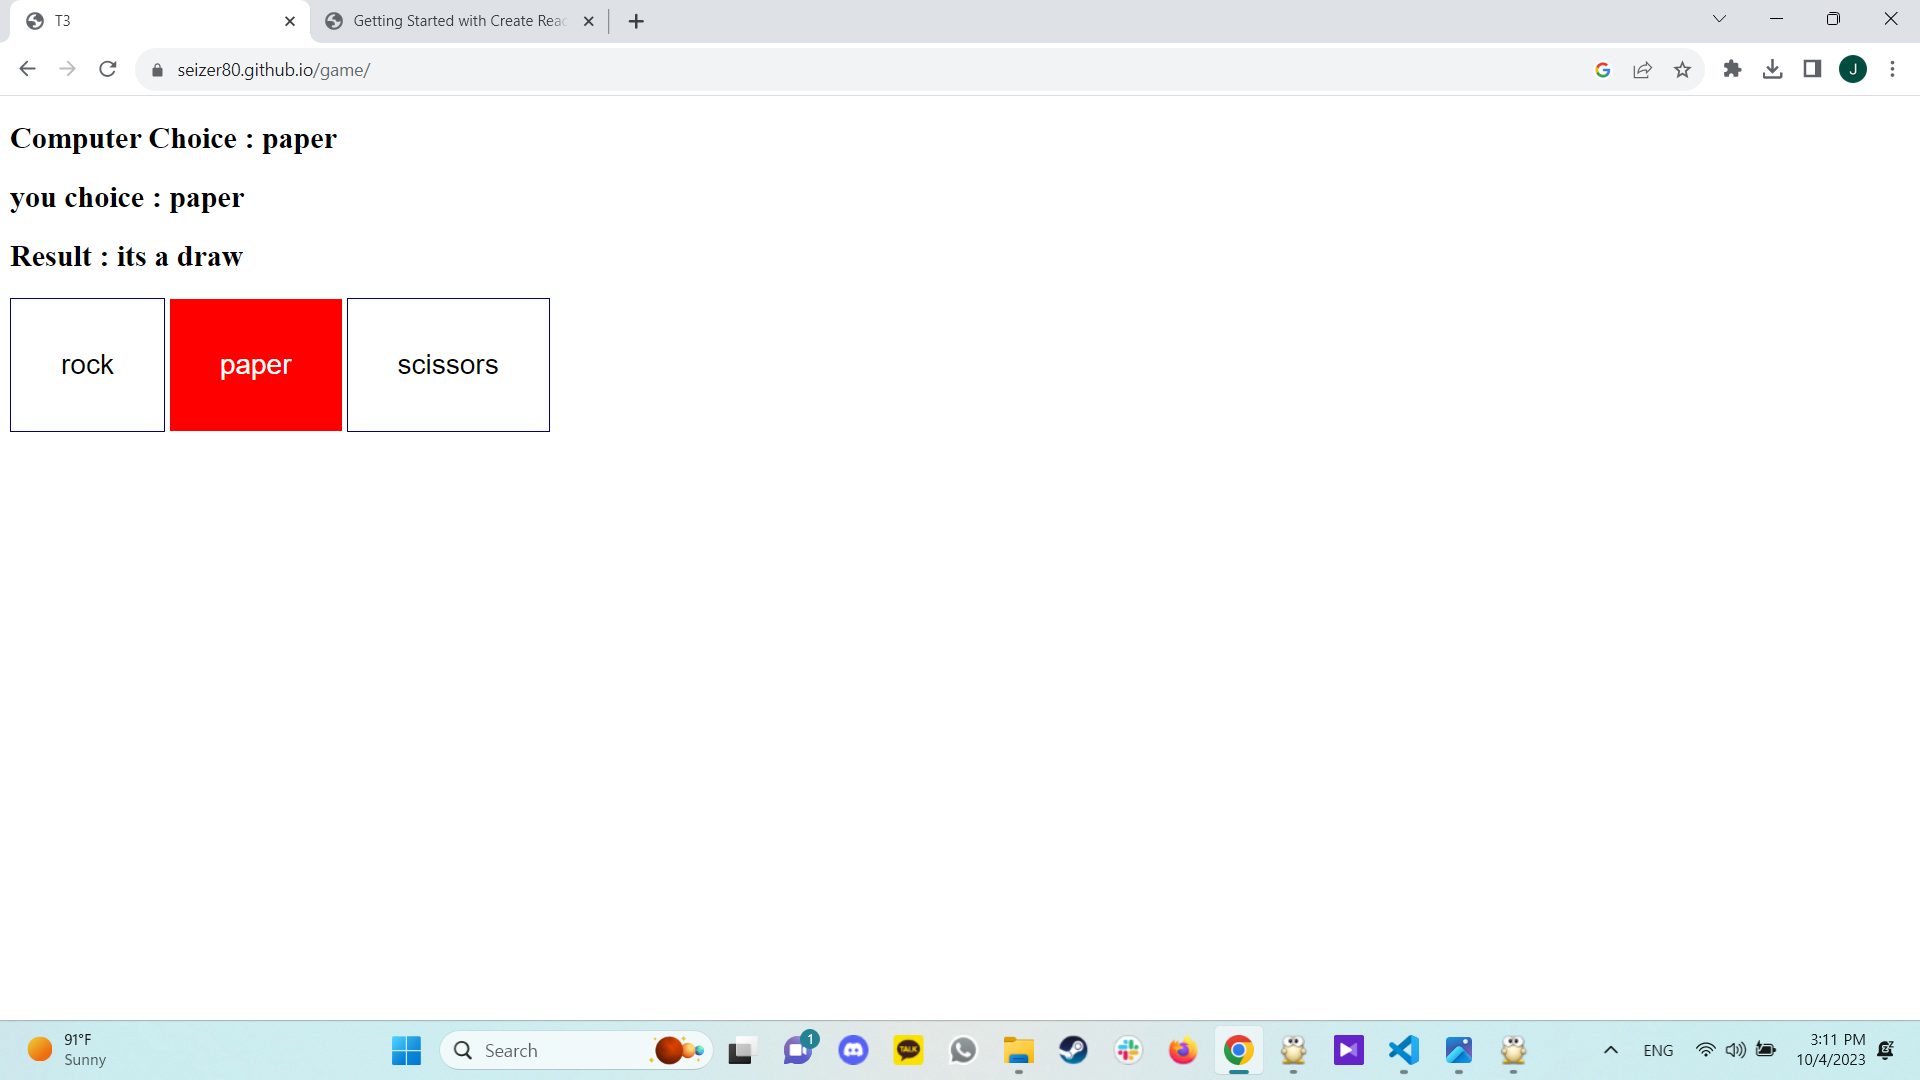 T3
Getting Started with Create Reac
seizer80.github.io/game/
J
Computer Choice : paper
you choice : paper
Result : its a draw
rock paper scissors
91°F
Sunny
Search
1
TALK
ENG
3:11 PM
10/4/2023